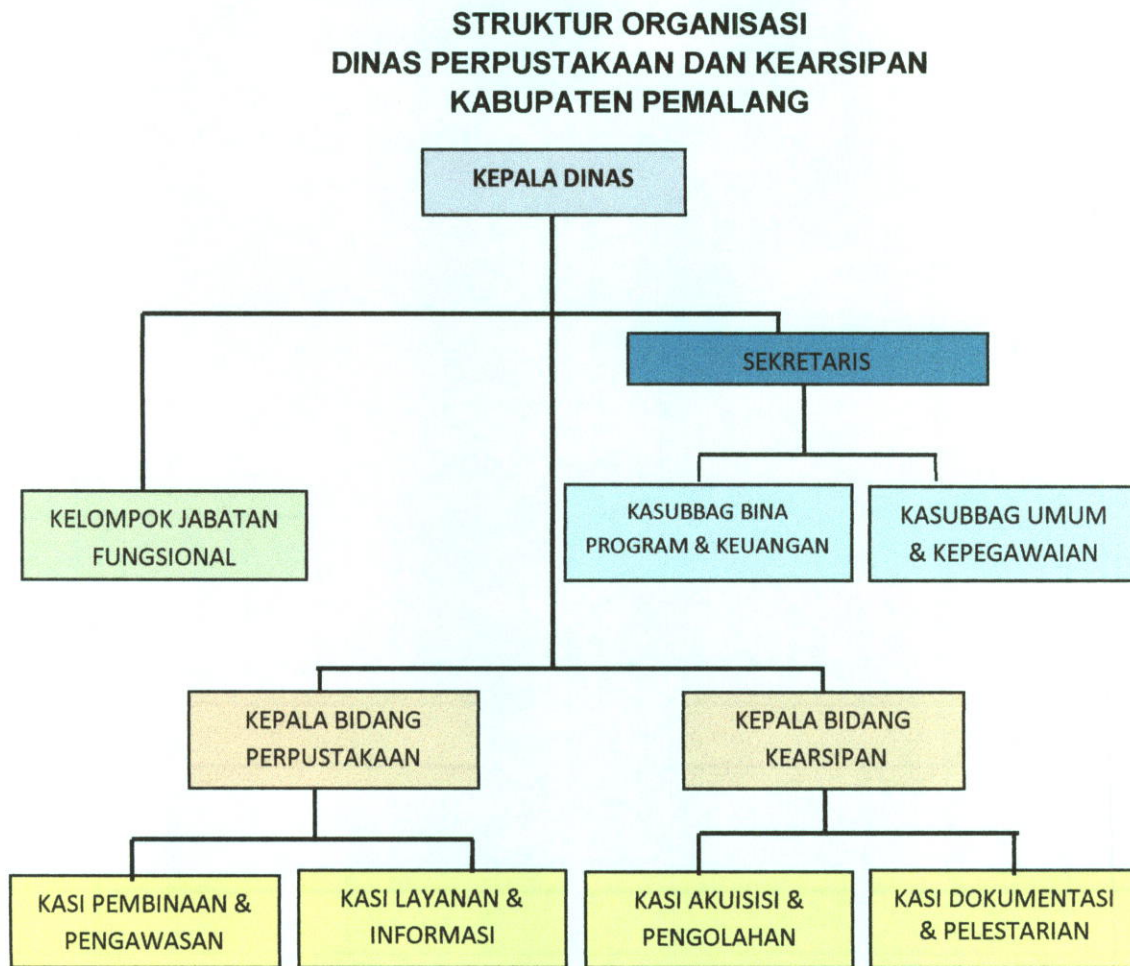 STRUKTUR ORGANISASI
DINAS PERPUSTAKAAN DAN KEARSIPAN
KABUPATEN PEMALANG
KEPALA DINAS
SEKRETARIS
KELOMPOK JABATAN
FUNGSIONAL
KASUBBAG BINA
PROGRAM & KEUANGAN
KASUBBAG UMUM
& KEPEGAWAIAN
KEPALA BIDANG
PERPUSTAKAAN
KEPALA BIDANG
KEARSIPAN
KASI PEMBINAAN &
PENGAWASAN
KASI LAYANAN &
INFORMASI
KASI AKUISISI &
PENGOLAHAN
KASI DOKUMENTASI
& PELESTARIAN